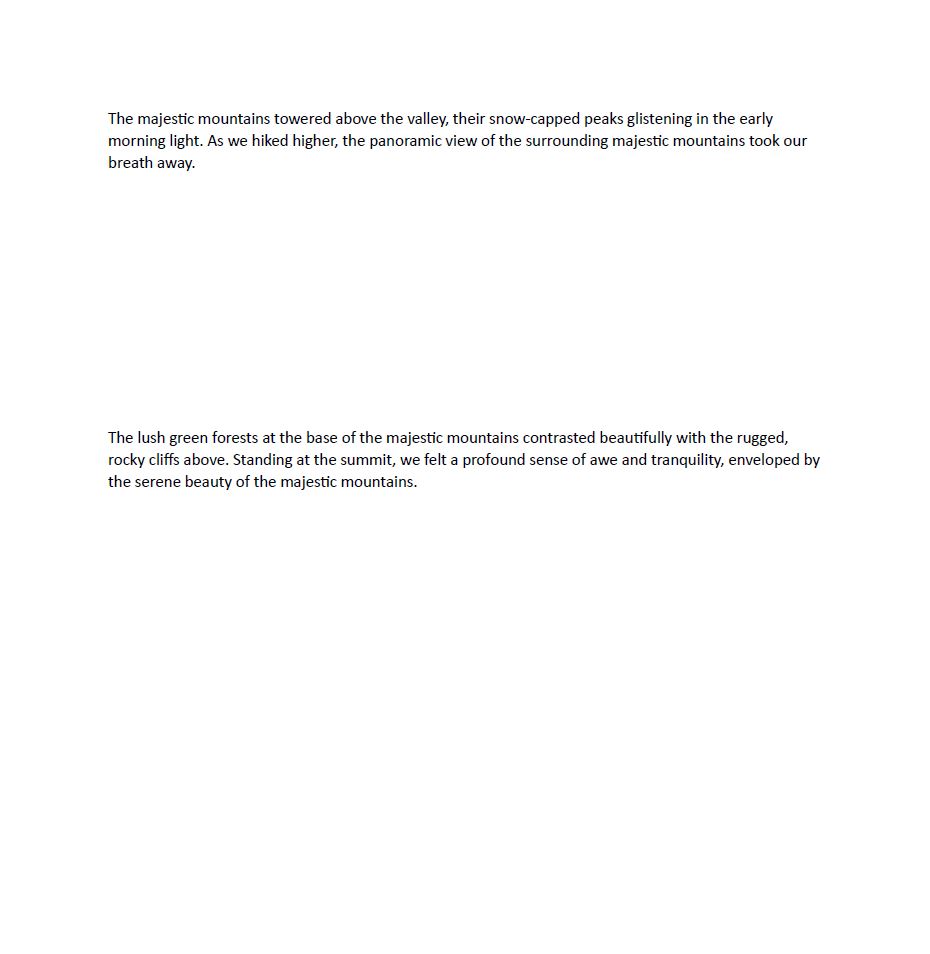 The majestic mountains towered above the valley, their snow-capped peaks glistening in the early
morning light. As we hiked higher, the panoramic view of the surrounding majestic mountains took our
breath away.
The lush green forests at the base of the majestic mountains contrasted beautifully with the rugged,
rocky cliffs above. Standing at the summit, we felt a profound sense of awe and tranquility, enveloped by
the serene beauty of the majestic mountains.